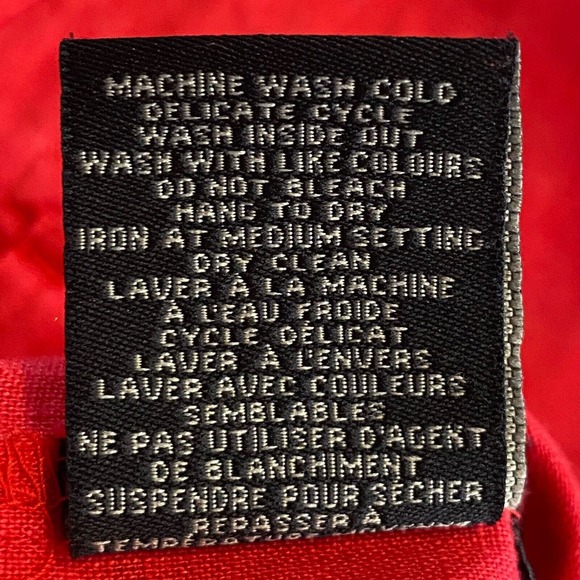 MACHINE WASH COLD
DELICATE CYCLE
WASH INSIDE OUT
WASH WITH LIKE COLOURS
DO NOT BLEACH
HANG TO DRY
IRON AT MEDIUM SETTING
DRY CLEAN
LAVER À LA MACHINE
À L'EAU FROIDE
CYCLE DÉLICAT
LAVER À L'ENVERS
LAVER AVEC COULEURS
SEMBLABLES
NE PAS UTILISER D'AGENT
DE BLANCHIMENT
SUSPENDRE POUR SÉCHER
REPASSER À
TEMPÉRATURE